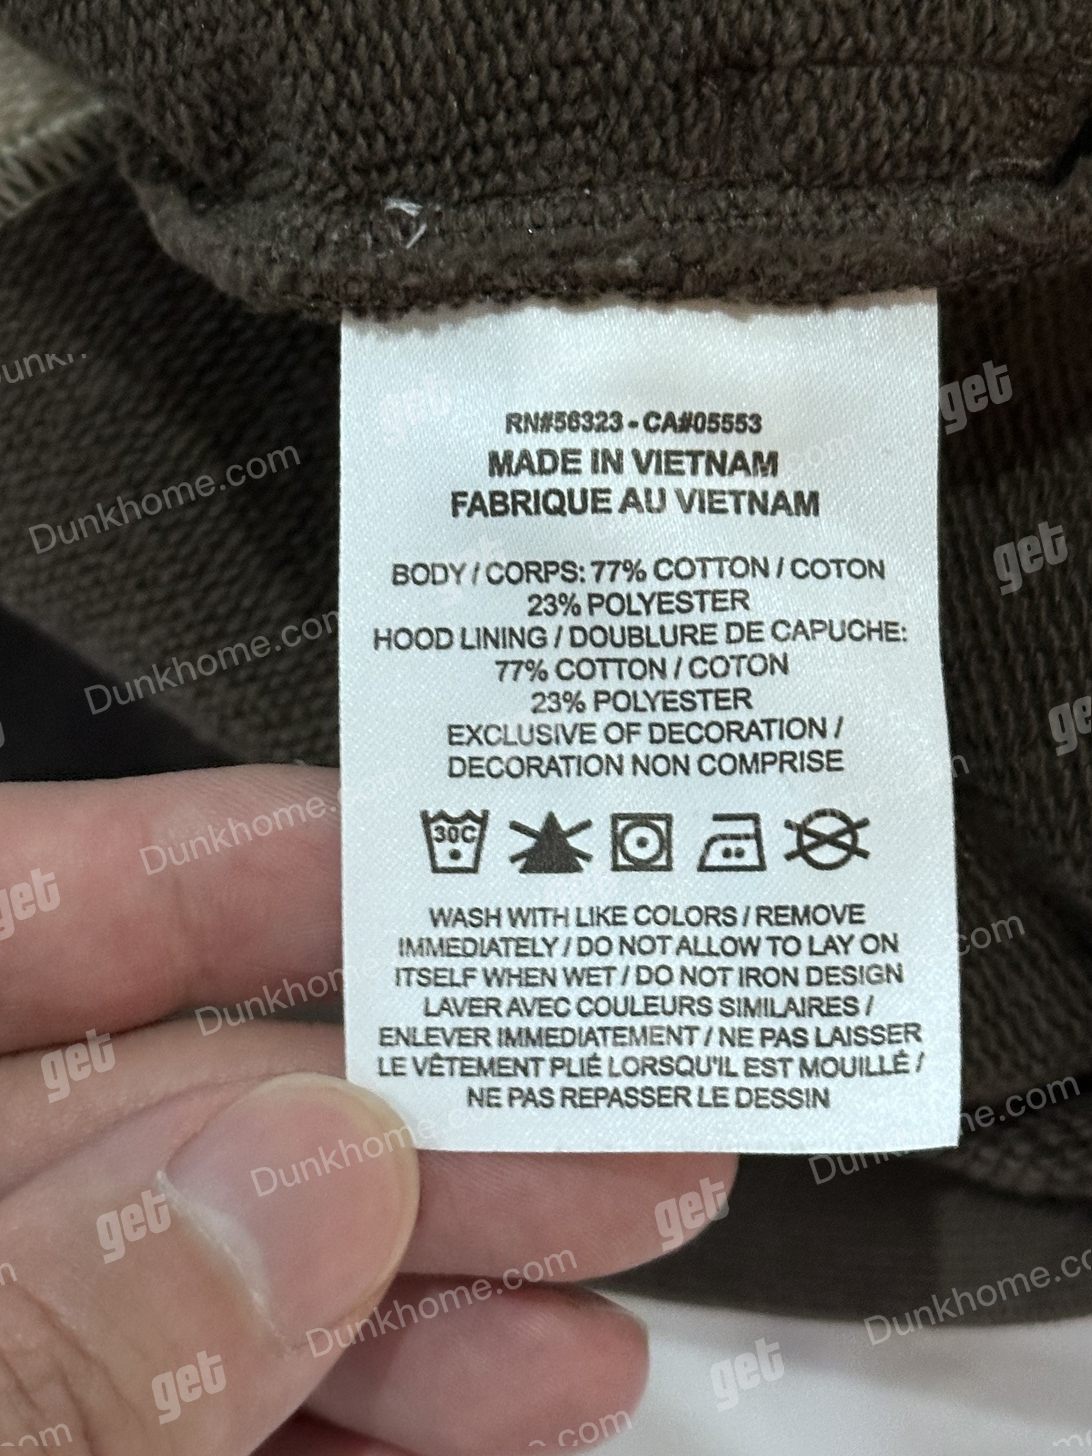 RN#56323 - CA#05553
MADE IN VIETNAM
FABRIQUE AU VIETNAM
BODY / CORPS: 77% COTTON / COTON
23% POLYESTER
HOOD LINING / DOUBLURE DE CAPUCHE:
77% COTTON / COTON
23% POLYESTER
EXCLUSIVE OF DECORATION /
DECORATION NON COMPRISE
30C
WASH WITH LIKE COLORS / REMOVE
IMMEDIATELY / DO NOT ALLOW TO LAY ON
ITSELF WHEN WET / DO NOT IRON DESIGN
LAVER AVEC COULEURS SIMILAIRES /
ENLEVER IMMEDIATEMENT / NE PAS LAISSER
LE VÊTEMENT PLIÉ LORSQU'IL EST MOUILLÉ /
NE PAS REPASSER LE DESSIN
get
Dunkhome.com